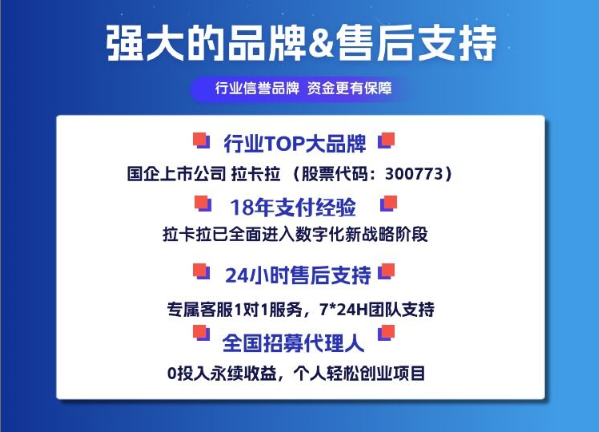 强大的品牌&售后支持
行业信誉品牌 资金更有保障
行业TOP大品牌
国企上市公司 拉卡拉 (股票代码：300773)
18年支付经验
拉卡拉已全面进入数字化新战略阶段
24小时售后支持
专属客服1对1服务，7*24H团队支持
全国招募代理人
0投入永续收益，个人轻松创业项目